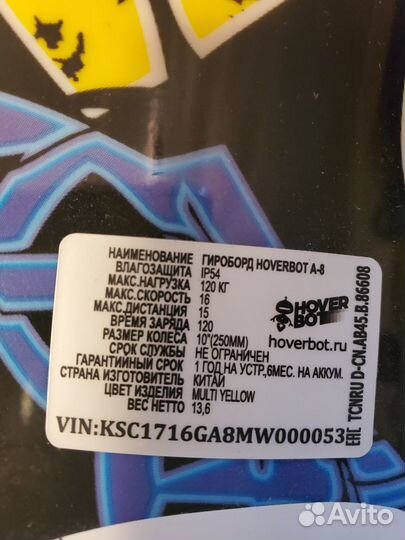 НАИМЕНОВАНИЕ ГИРОБОРД HOVERBOT A-8
ВЛАГОЗАЩИТА IP54
МАКС.НАГРУЗКА 120 КГ
МАКС.СКОРОСТЬ 16
МАКС.ДИСТАНЦИЯ 15
ВРЕМЯ ЗАРЯДА 120
РАЗМЕР КОЛЕСА 10"(250ММ)
СРОК СЛУЖБЫ НЕ ОГРАНИЧЕН
ГАРАНТИЙНЫЙ СРОК 1 ГОД НА УСТР.,6МЕС. НА АККУМ.
СТРАНА ИЗГОТОВИТЕЛЬ КИТАЙ
ЦВЕТ ИЗДЕЛИЯ MULTI YELLOW
ВЕС НЕТТО 13,6
HOVER
BOT
hoverbot.ru
VIN:KSC1716GA8MW000053
EAC TCNRU D-CN.AB45.B.86608
Avito